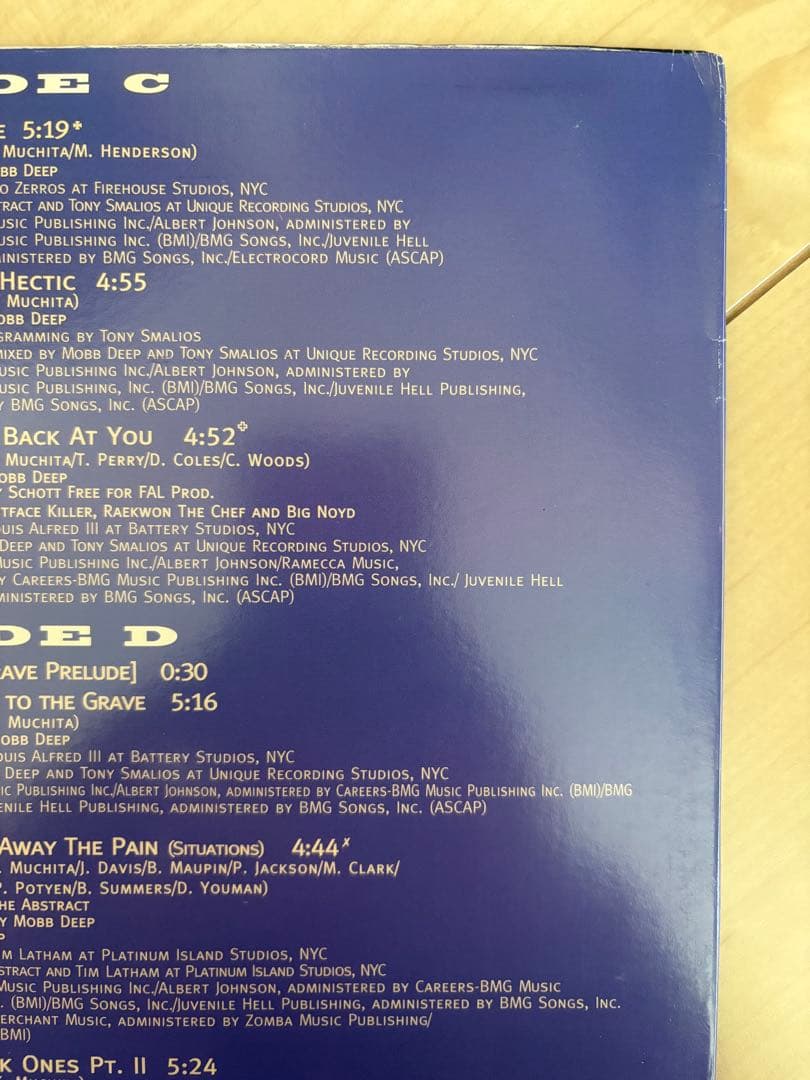 DE C
E 5:19+
MUCHITA/M. HENDERSON)
BB DEEP
O ZERROS AT FIREHOUSE STUDIOS, NYC
TRACT AND TONY SMALIOS AT UNIQUE RECORDING STUDIOS, NYC
USIC PUBLISHING INC./ALBERT JOHNSON, ADMINISTERED BY
USIC PUBLISHING INC. (BMI)/BMG SONGS, INC./JUVENILE HELL
INISTERED BY BMG SONGS, INC./ELECTROCORD MUSIC (ASCAP)
HECTIC 4:55
MUCHITA)
OBB DEEP
GRAMMING BY TONY SMALIOS
MIXED BY MOBB DEEP AND TONY SMALIOS AT UNIQUE RECORDING STUDIOS, NYC
USIC PUBLISHING INC./ALBERT JOHNSON, ADMINISTERED BY
USIC PUBLISHING, INC. (BMI)/BMG SONGS, INC./JUVENILE HELL PUBLISHING,
Y BMG SONGS, INC. (ASCAP)
BACK AT YOU 4:52✢
MUCHITA/T. PERRY/D. COLES/C. WOODS)
OBB DEEP
Y SCHOTT FREE FOR FAL PROD.
TFACE KILLER, RAEKWON THE CHEF AND BIG NOYD
OUIS ALFRED III AT BATTERY STUDIOS, NYC
DEEP AND TONY SMALIOS AT UNIQUE RECORDING STUDIOS, NYC
MUSIC PUBLISHING INC./ALBERT JOHNSON/RAMECCA MUSIC,
Y CAREERS-BMG MUSIC PUBLISHING INC. (BMI)/BMG SONGS, INC./ JUVENILE HELL
MINISTERED BY BMG SONGS, INC. (ASCAP)
DE D
RAVE PRELUDE] 0:30
TO THE GRAVE 5:16
MUCHITA)
OBB DEEP
OUIS ALFRED III AT BATTERY STUDIOS, NYC
DEEP AND TONY SMALIOS AT UNIQUE RECORDING STUDIOS, NYC
IC PUBLISHING INC./ALBERT JOHNSON, ADMINISTERED BY CAREERS-BMG MUSIC PUBLISHING INC. (BMI)/BMG
ENILE HELL PUBLISHING, ADMINISTERED BY BMG SONGS, INC. (ASCAP)
AWAY THE PAIN (SITUATIONS) 4:44x
. MUCHITA/J. DAVIS/B. MAUPIN/P. JACKSON/M. CLARK/
P. POTYEN/B. SUMMERS/D. YOUMAN)
HE ABSTRACT
Y MOBB DEEP
P
IM LATHAM AT PLATINUM ISLAND STUDIOS, NYC
STRACT AND TIM LATHAM AT PLATINUM ISLAND STUDIOS, NYC
MUSIC PUBLISHING INC./ALBERT JOHNSON, ADMINISTERED BY CAREERS-BMG MUSIC
. (BMI)/BMG SONGS, INC./JUVENILE HELL PUBLISHING, ADMINISTERED BY BMG SONGS, INC.
ERCHANT MUSIC, ADMINISTERED BY ZOMBA MUSIC PUBLISHING/
BMI)
K ONES PT. II 5:24